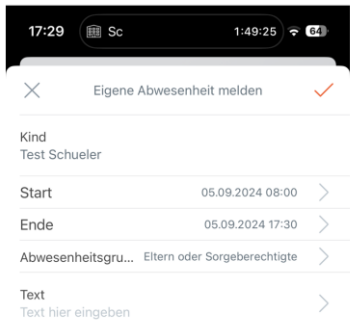 17:29 Sc 1:49:25 64
Eigene Abwesenheit melden
Kind
Test Schueler
Start 05.09.2024 08:00
Ende 05.09.2024 17:30
Abwesenheitsgru... Eltern oder Sorgeberechtigte
Text
Text hier eingeben